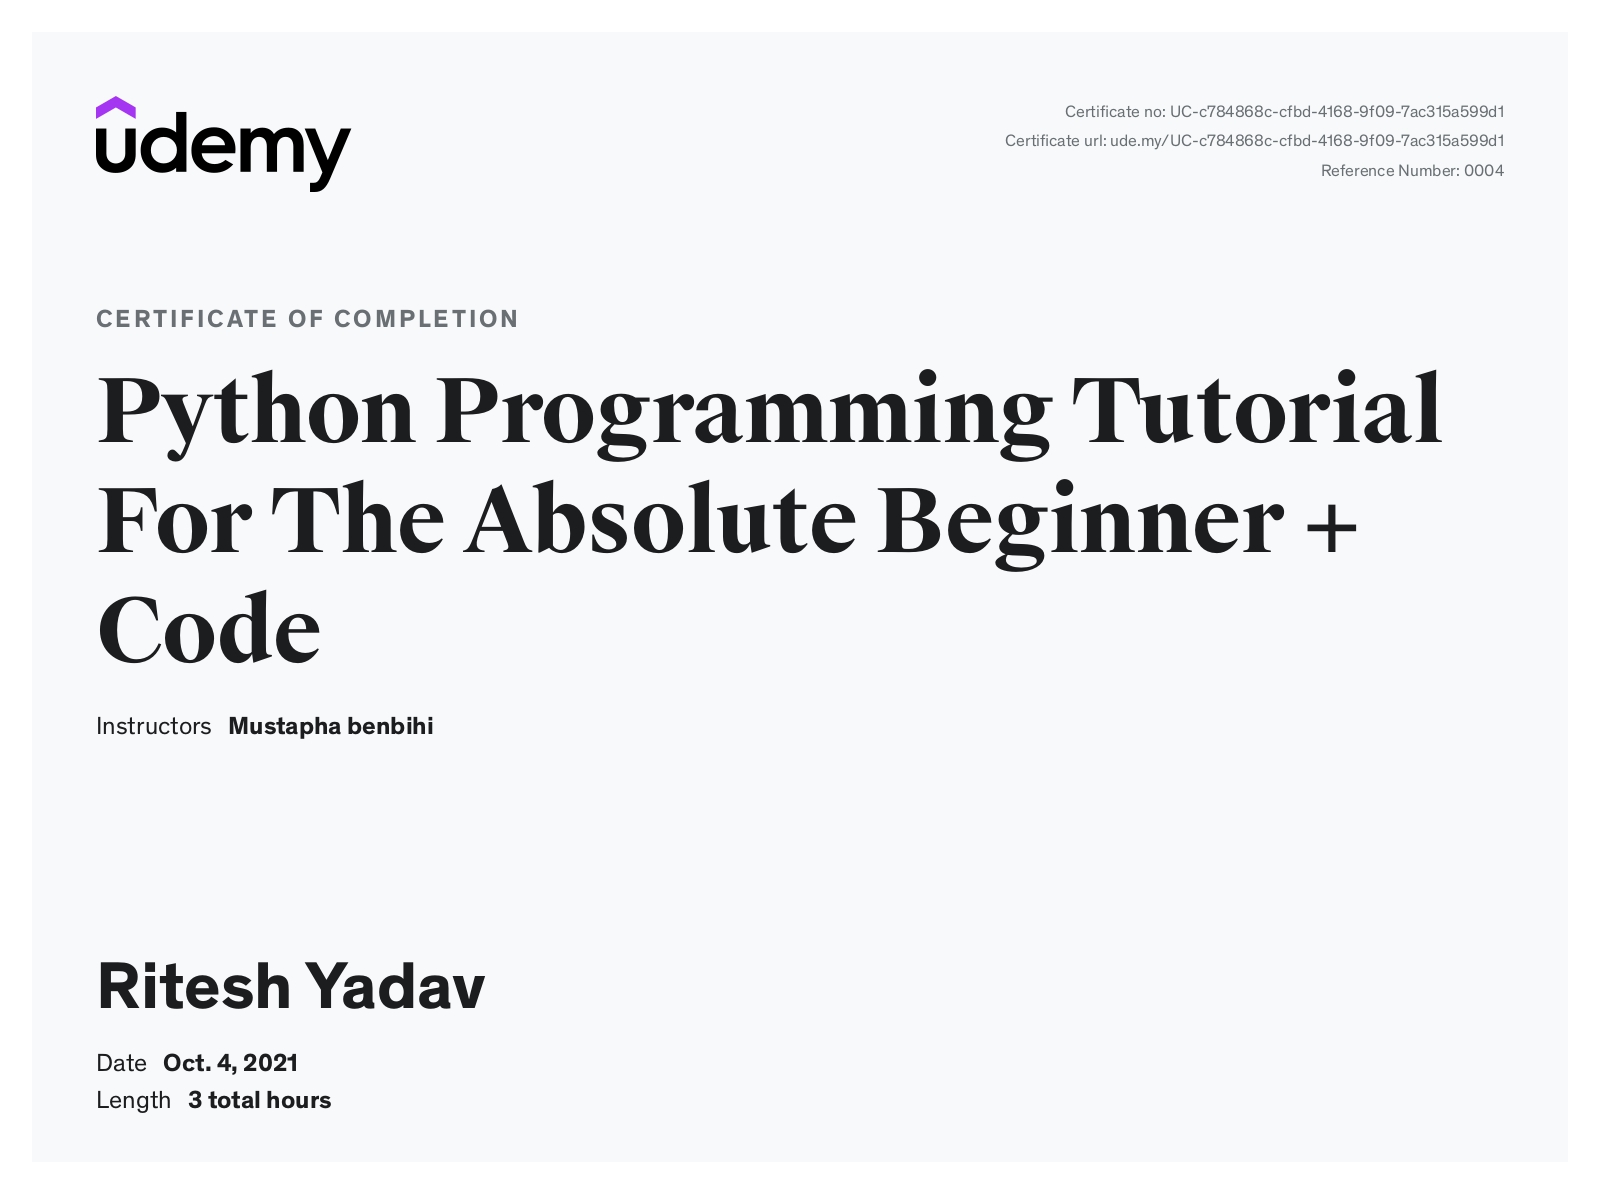 udemy
Certificate no: UC-c784868c-cfbd-4168-9f09-7ac315a599d1
Certificate url: ude.my/UC-c784868c-cfbd-4168-9f09-7ac315a599d1
Reference Number: 0004
CERTIFICATE OF COMPLETION
Python Programming Tutorial
For The Absolute Beginner +
Code
Instructors Mustapha benbihi
Ritesh Yadav
Date Oct. 4, 2021
Length 3 total hours